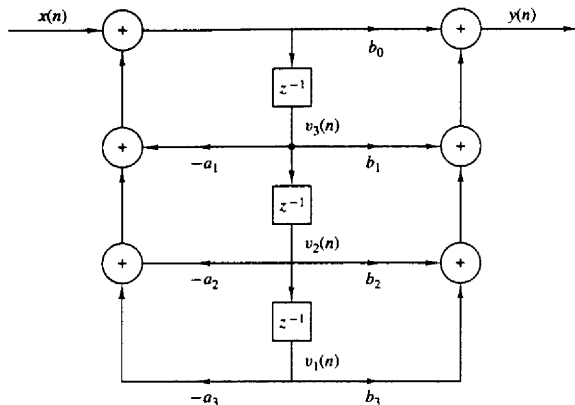 x(n) + b₀ + y(n)
z⁻¹
v₃(n)
+ −a₁ b₁ +
z⁻¹
v₂(n)
+ −a₂ b₂ +
z⁻¹
v₁(n)
−a₃ b₃